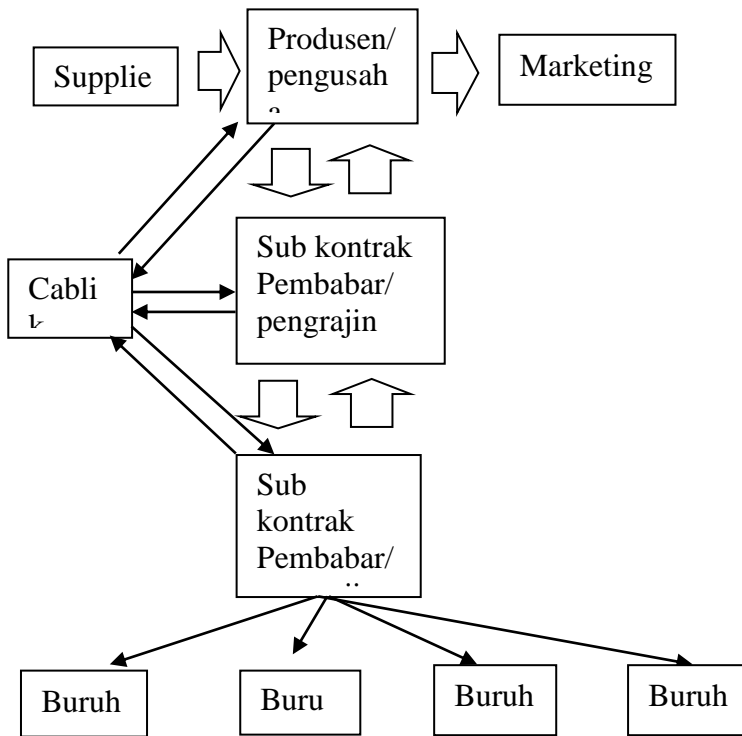 Supplie
Produsen/
pengusah
Marketing
Cabli
Sub kontrak
Pembabar/
pengrajin
Sub
kontrak
Pembabar/
Buruh
Buru
Buruh
Buruh